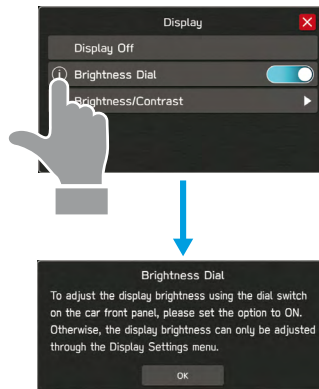 Display
Display Off
Brightness Dial
Brightness/Contrast
Brightness Dial
To adjust the display brightness using the dial switch
on the car front panel, please set the option to ON.
Otherwise, the display brightness can only be adjusted
through the Display Settings menu.
OK